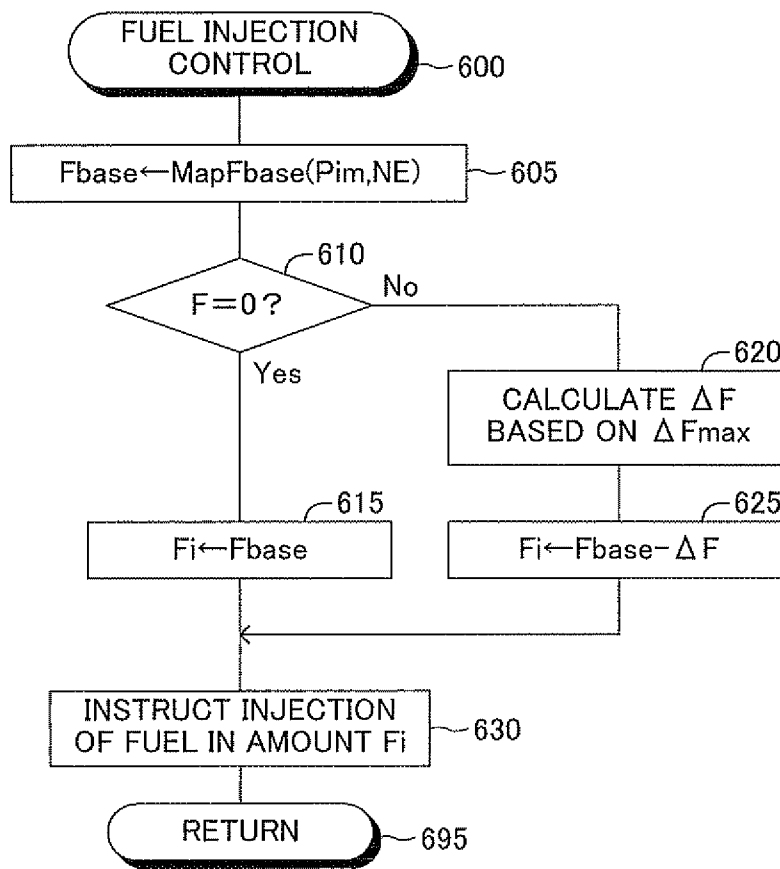 FUEL INJECTION
CONTROL
600
Fbase←MapFbase(Pim,NE)
605
610
F=0?
No
Yes
620
CALCULATE ΔF
BASED ON ΔFmax
615
Fi←Fbase
625
Fi←Fbase-ΔF
INSTRUCT INJECTION
OF FUEL IN AMOUNT Fi
630
RETURN
695